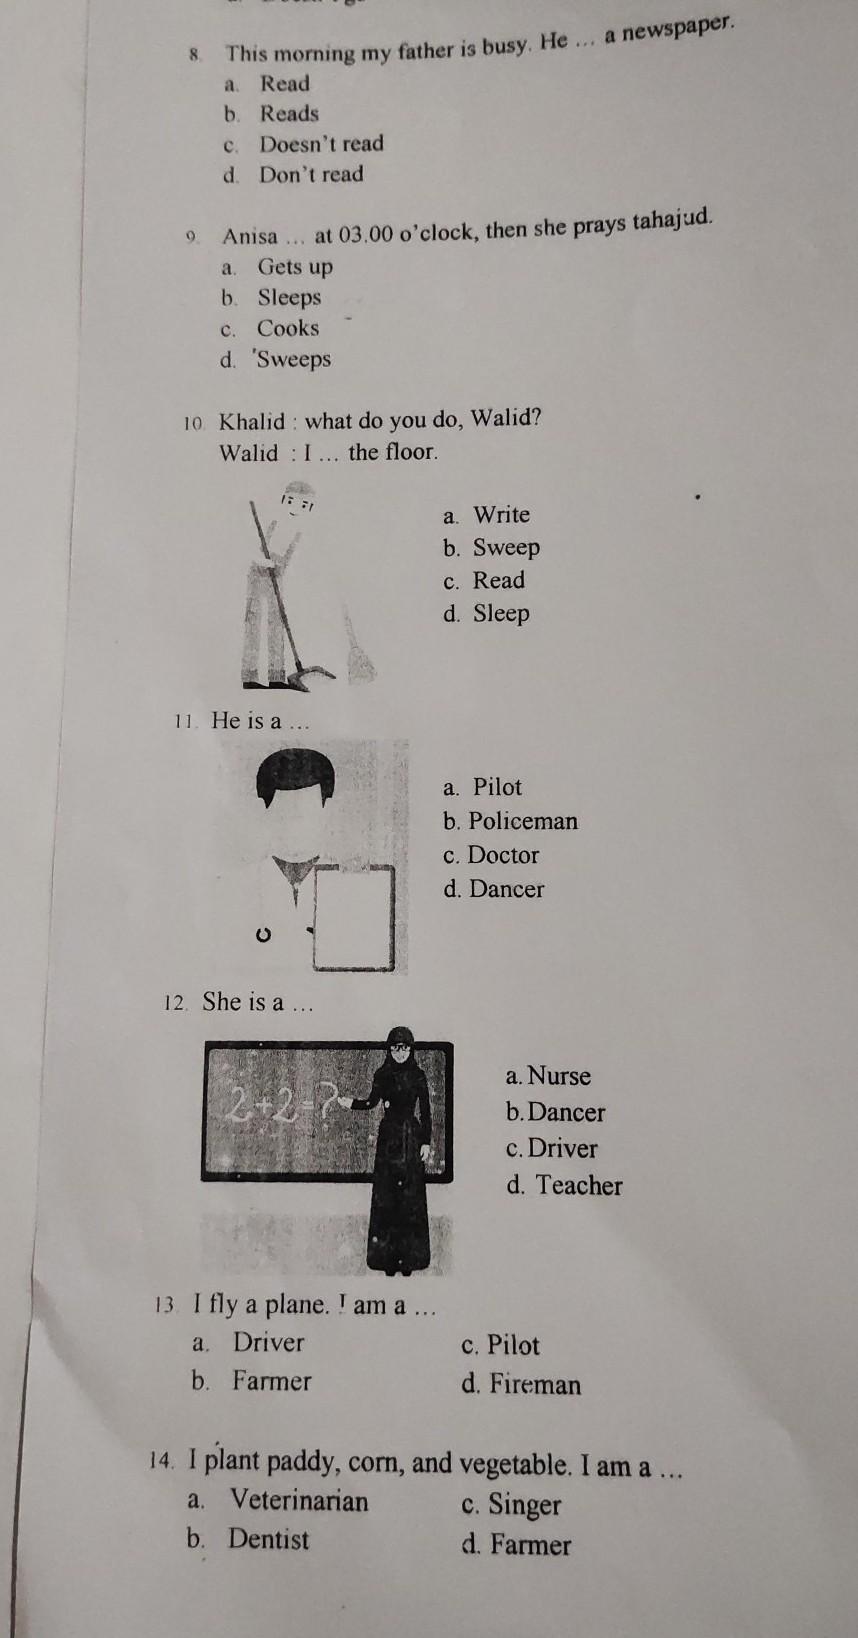 8. This morning my father is busy. He ... a newspaper.
a. Read
b. Reads
c. Doesn't read
d. Don't read
9. Anisa ... at 03.00 o'clock, then she prays tahajud.
a. Gets up
b. Sleeps
c. Cooks
d. Sweeps
10. Khalid : what do you do, Walid?
Walid : I ... the floor.
a. Write
b. Sweep
c. Read
d. Sleep
11. He is a ...
a. Pilot
b. Policeman
c. Doctor
d. Dancer
12. She is a ...
2+2=?
a. Nurse
b. Dancer
c. Driver
d. Teacher
13. I fly a plane. I am a ...
a. Driver c. Pilot
b. Farmer d. Fireman
14. I plant paddy, corn, and vegetable. I am a ...
a. Veterinarian c. Singer
b. Dentist d. Farmer